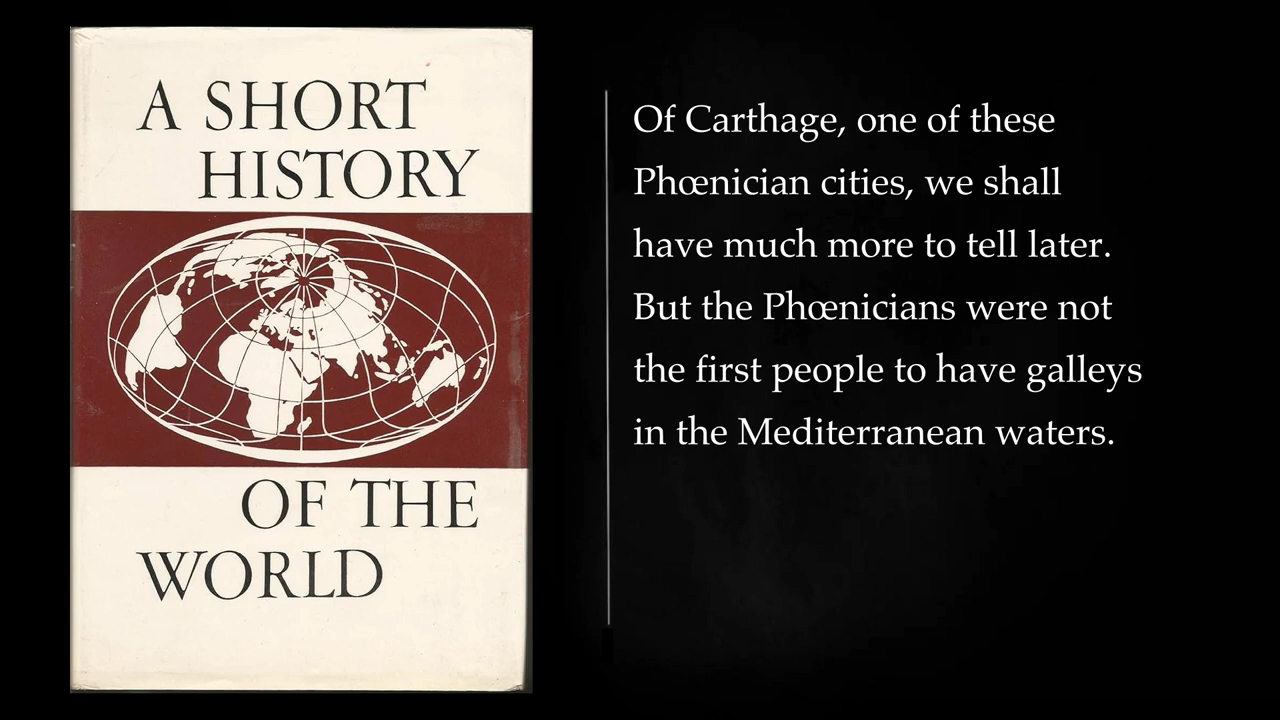 A SHORT
HISTORY
OF THE
WORLD
Of Carthage, one of these
Phœnician cities, we shall
have much more to tell later.
But the Phœnicians were not
the first people to have galleys
in the Mediterranean waters.